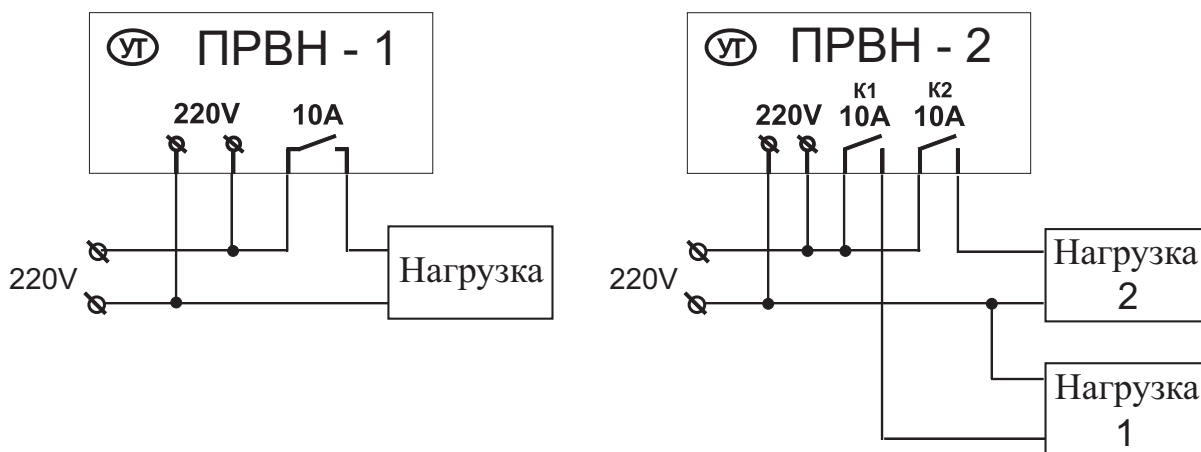 УТ ПРВН - 1
220V 10A
220V
Нагрузка
УТ ПРВН - 2
К1 К2
220V 10A 10A
220V
Нагрузка
2
Нагрузка
1